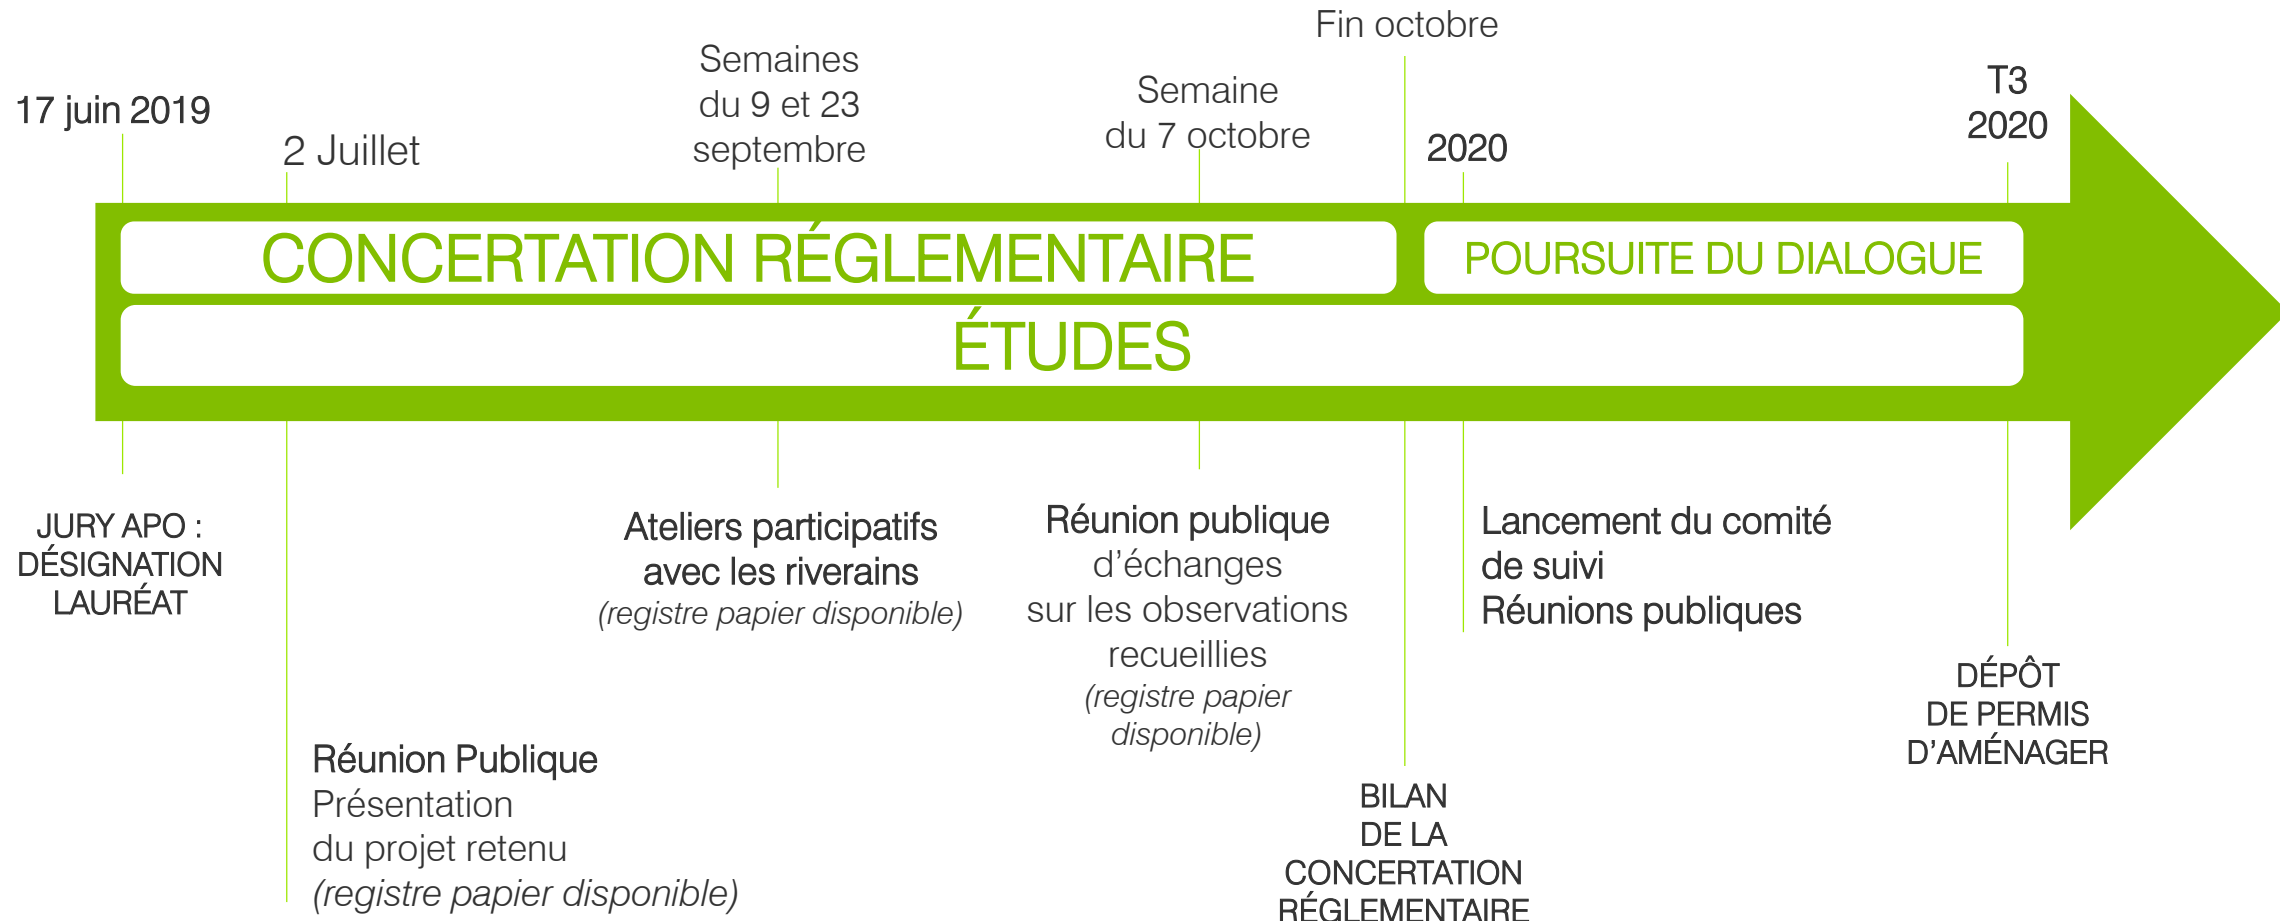 17 juin 2019
2 Juillet
Semaines
du 9 et 23
septembre
Semaine
du 7 octobre
Fin octobre
2020
T3
2020
CONCERTATION RÉGLEMENTAIRE
POURSUITE DU DIALOGUE
ÉTUDES
JURY APO :
DÉSIGNATION
LAURÉAT
Réunion Publique
Présentation
du projet retenu
(registre papier disponible)
Ateliers participatifs
avec les riverains
(registre papier disponible)
Réunion publique
d’échanges
sur les observations
recueillies
(registre papier
disponible)
BILAN
DE LA
CONCERTATION
RÉGLEMENTAIRE
Lancement du comité
de suivi
Réunions publiques
DÉPÔT
DE PERMIS
D’AMÉNAGER